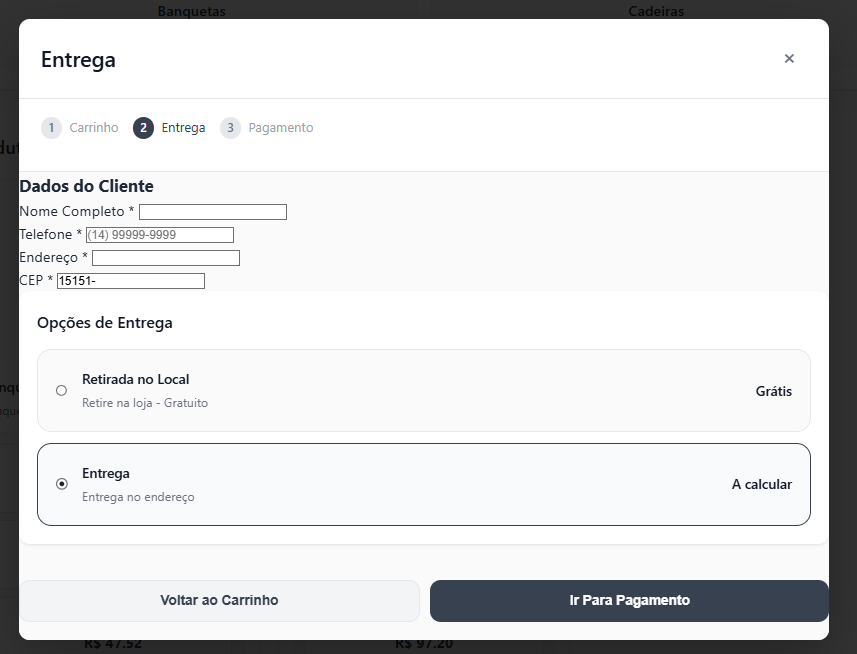 Banquetas Cadeiras
Entrega ×
1 Carrinho 2 Entrega 3 Pagamento
Dados do Cliente
Nome Completo *
Telefone * (14) 99999-9999
Endereço *
CEP * 15151-
Opções de Entrega
Retirada no Local
Retire na loja - Gratuito
Grátis
Entrega
Entrega no endereço
A calcular
Voltar ao Carrinho Ir Para Pagamento
R$ 47.52 R$ 97.20